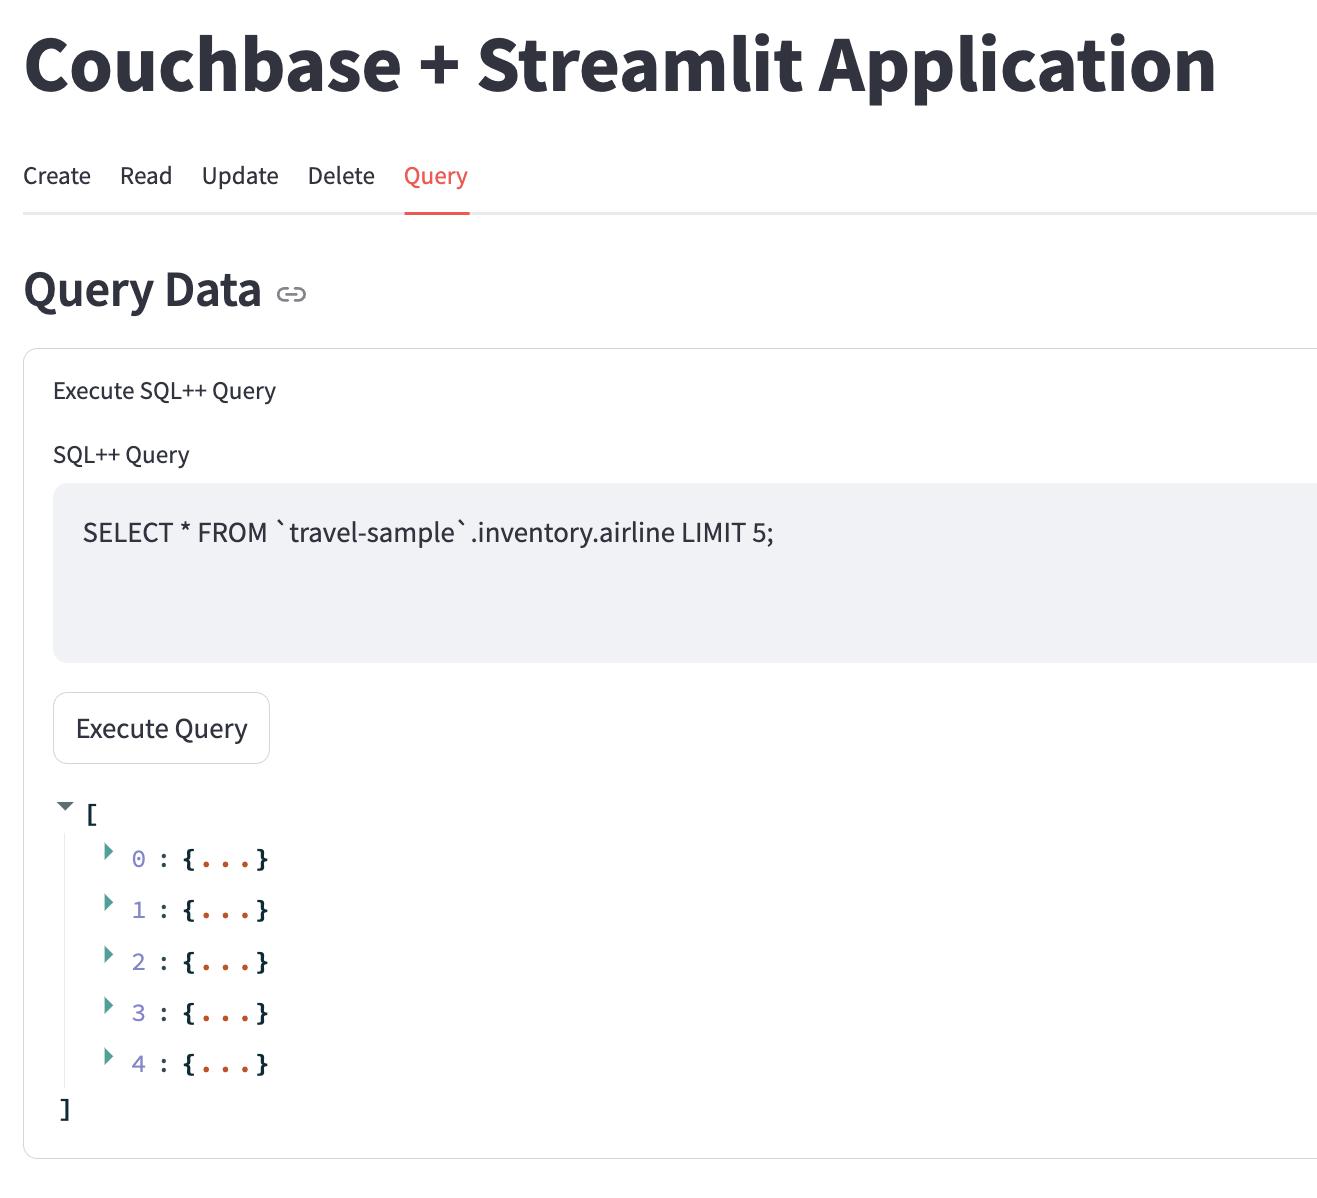 Couchbase + Streamlit Application
Create Read Update Delete Query
Query Data
Execute SQL++ Query
SQL++ Query
SELECT * FROM `travel-sample`.inventory.airline LIMIT 5;
Execute Query
[
0 : {...}
1 : {...}
2 : {...}
3 : {...}
4 : {...}
]